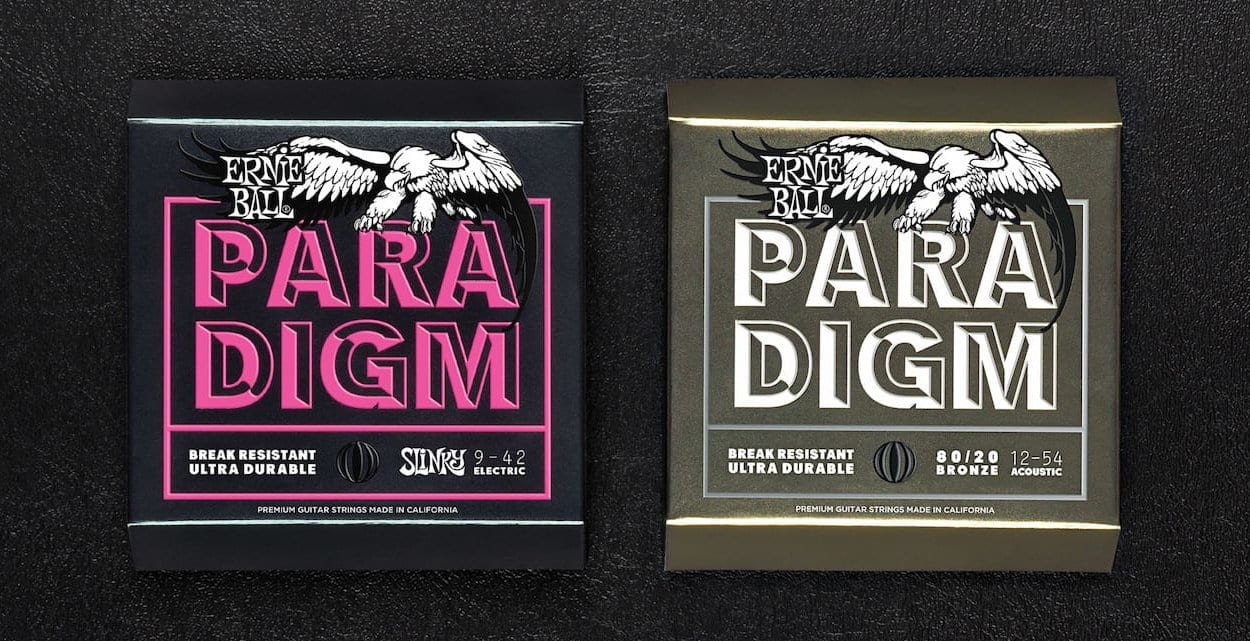 ERNIE
BALL®
PARA
DIGM
BREAK RESISTANT
ULTRA DURABLE
SLINKY
9-42
ELECTRIC
PREMIUM GUITAR STRINGS MADE IN CALIFORNIA
ERNIE
BALL®
PARA
DIGM
BREAK RESISTANT
ULTRA DURABLE
80/20
BRONZE
12-54
ACOUSTIC
PREMIUM GUITAR STRINGS MADE IN CALIFORNIA